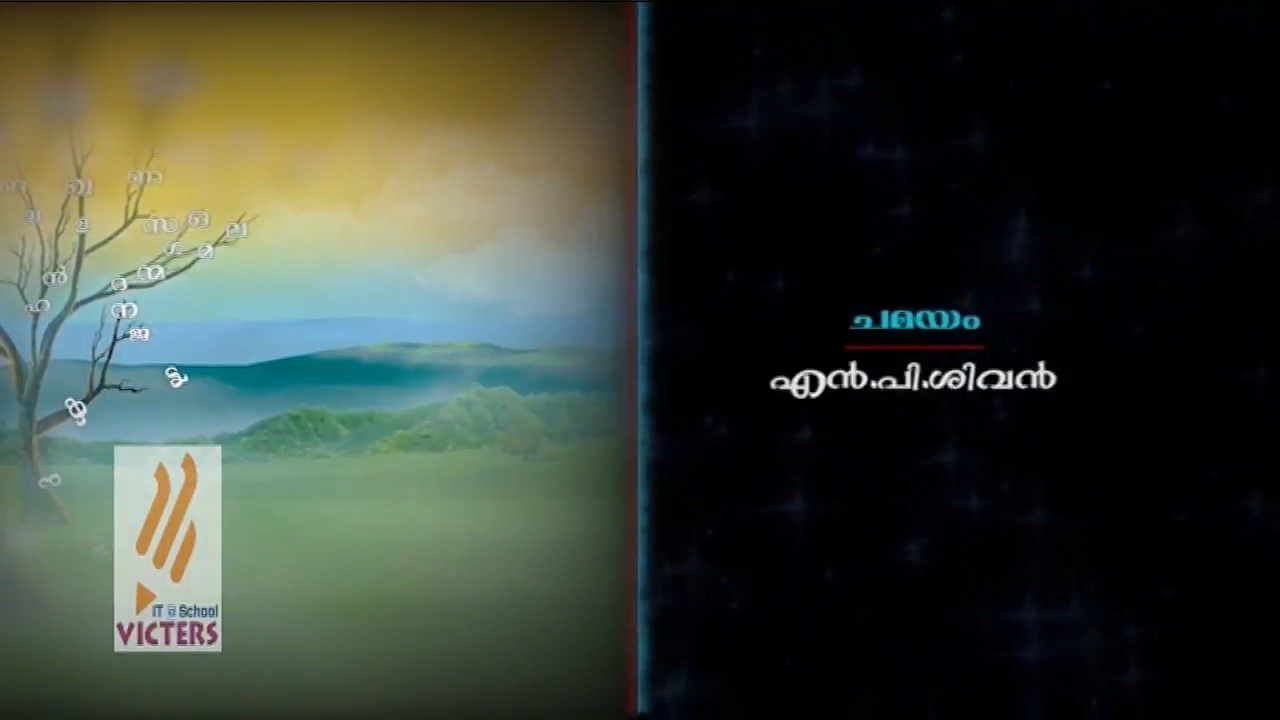 ചമയം
എൻ.പി.ശിവൻ
ണ
സ
ഒ
ല
മ
ൻ
ന്മ
ദ
ഹ
ന
ള
IT @ School
VICTERS